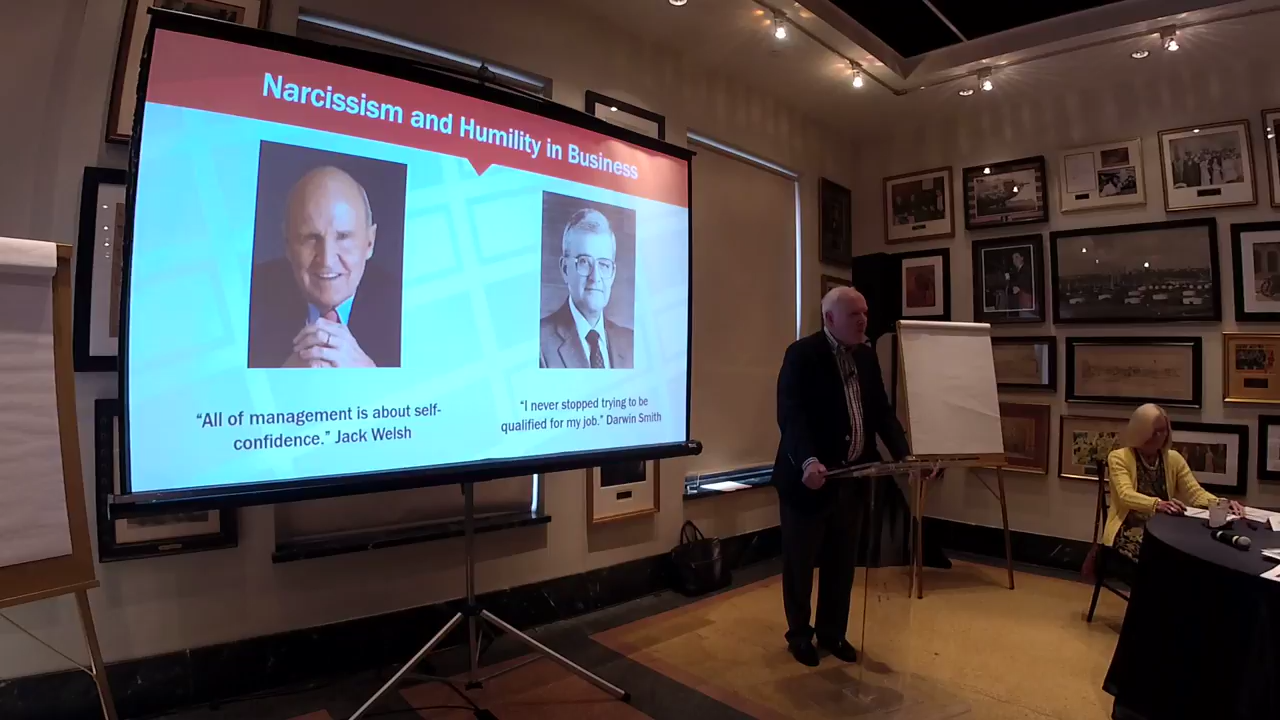 Narcissism and Humility in Business
“All of management is about self-
confidence.” Jack Welsh
“I never stopped trying to be
qualified for my job.” Darwin Smith